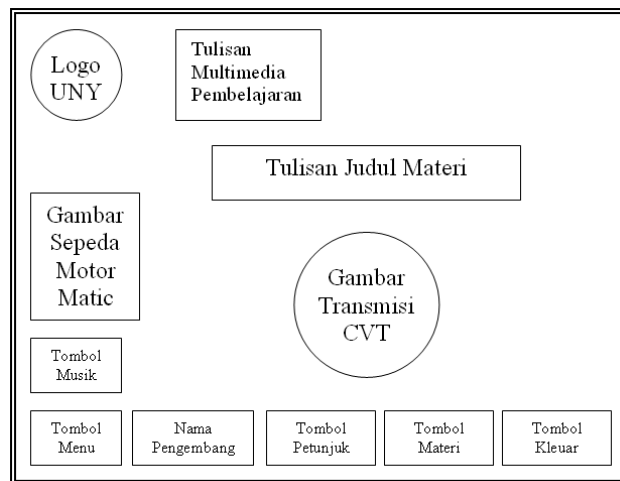 Logo
UNY
Tulisan
Multimedia
Pembelajaran
Tulisan Judul Materi
Gambar
Sepeda
Motor
Matic
Gambar
Transmisi
CVT
Tombol
Musik
Tombol
Menu
Nama
Pengembang
Tombol
Petunjuk
Tombol
Materi
Tombol
Kleuar